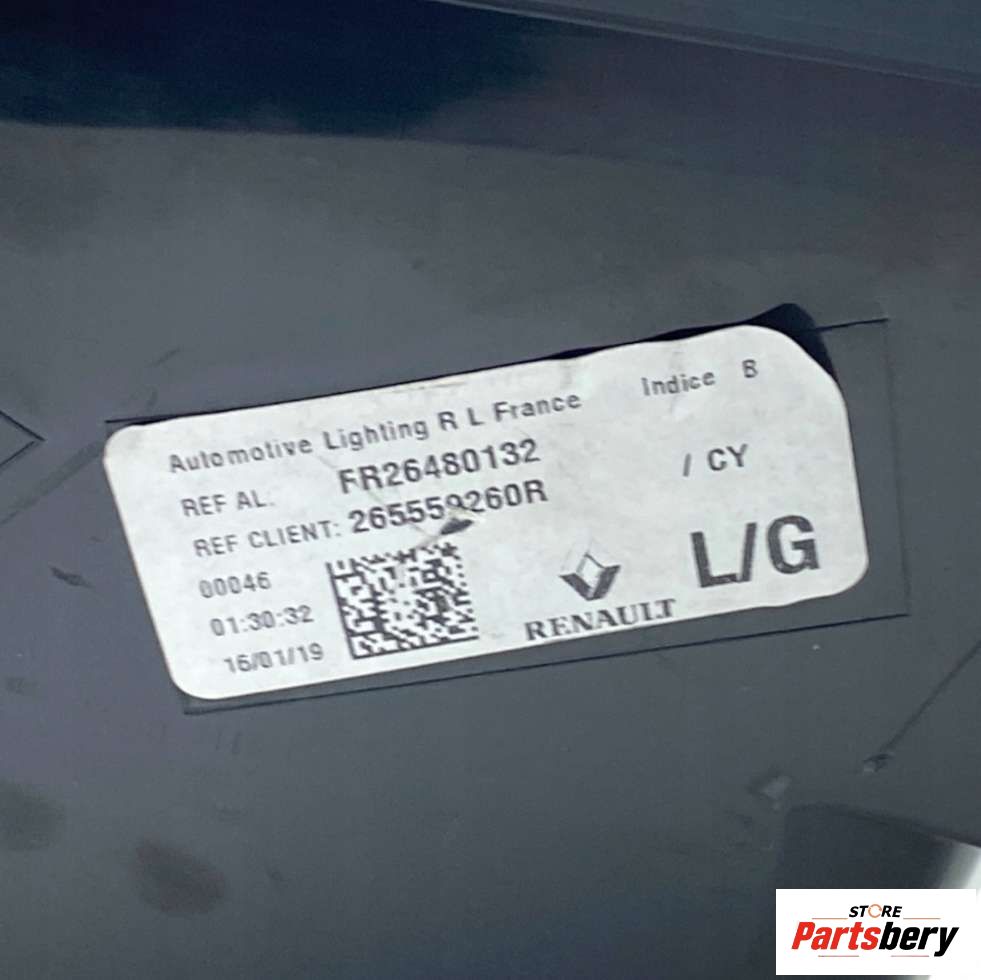 Automotive Lighting R L France
Indice B
REF AL. FR26480132
/ CY
REF CLIENT: 265559260R
00046
01:30:32
16/01/19
RENAULT
L/G
STORE
Partsbery